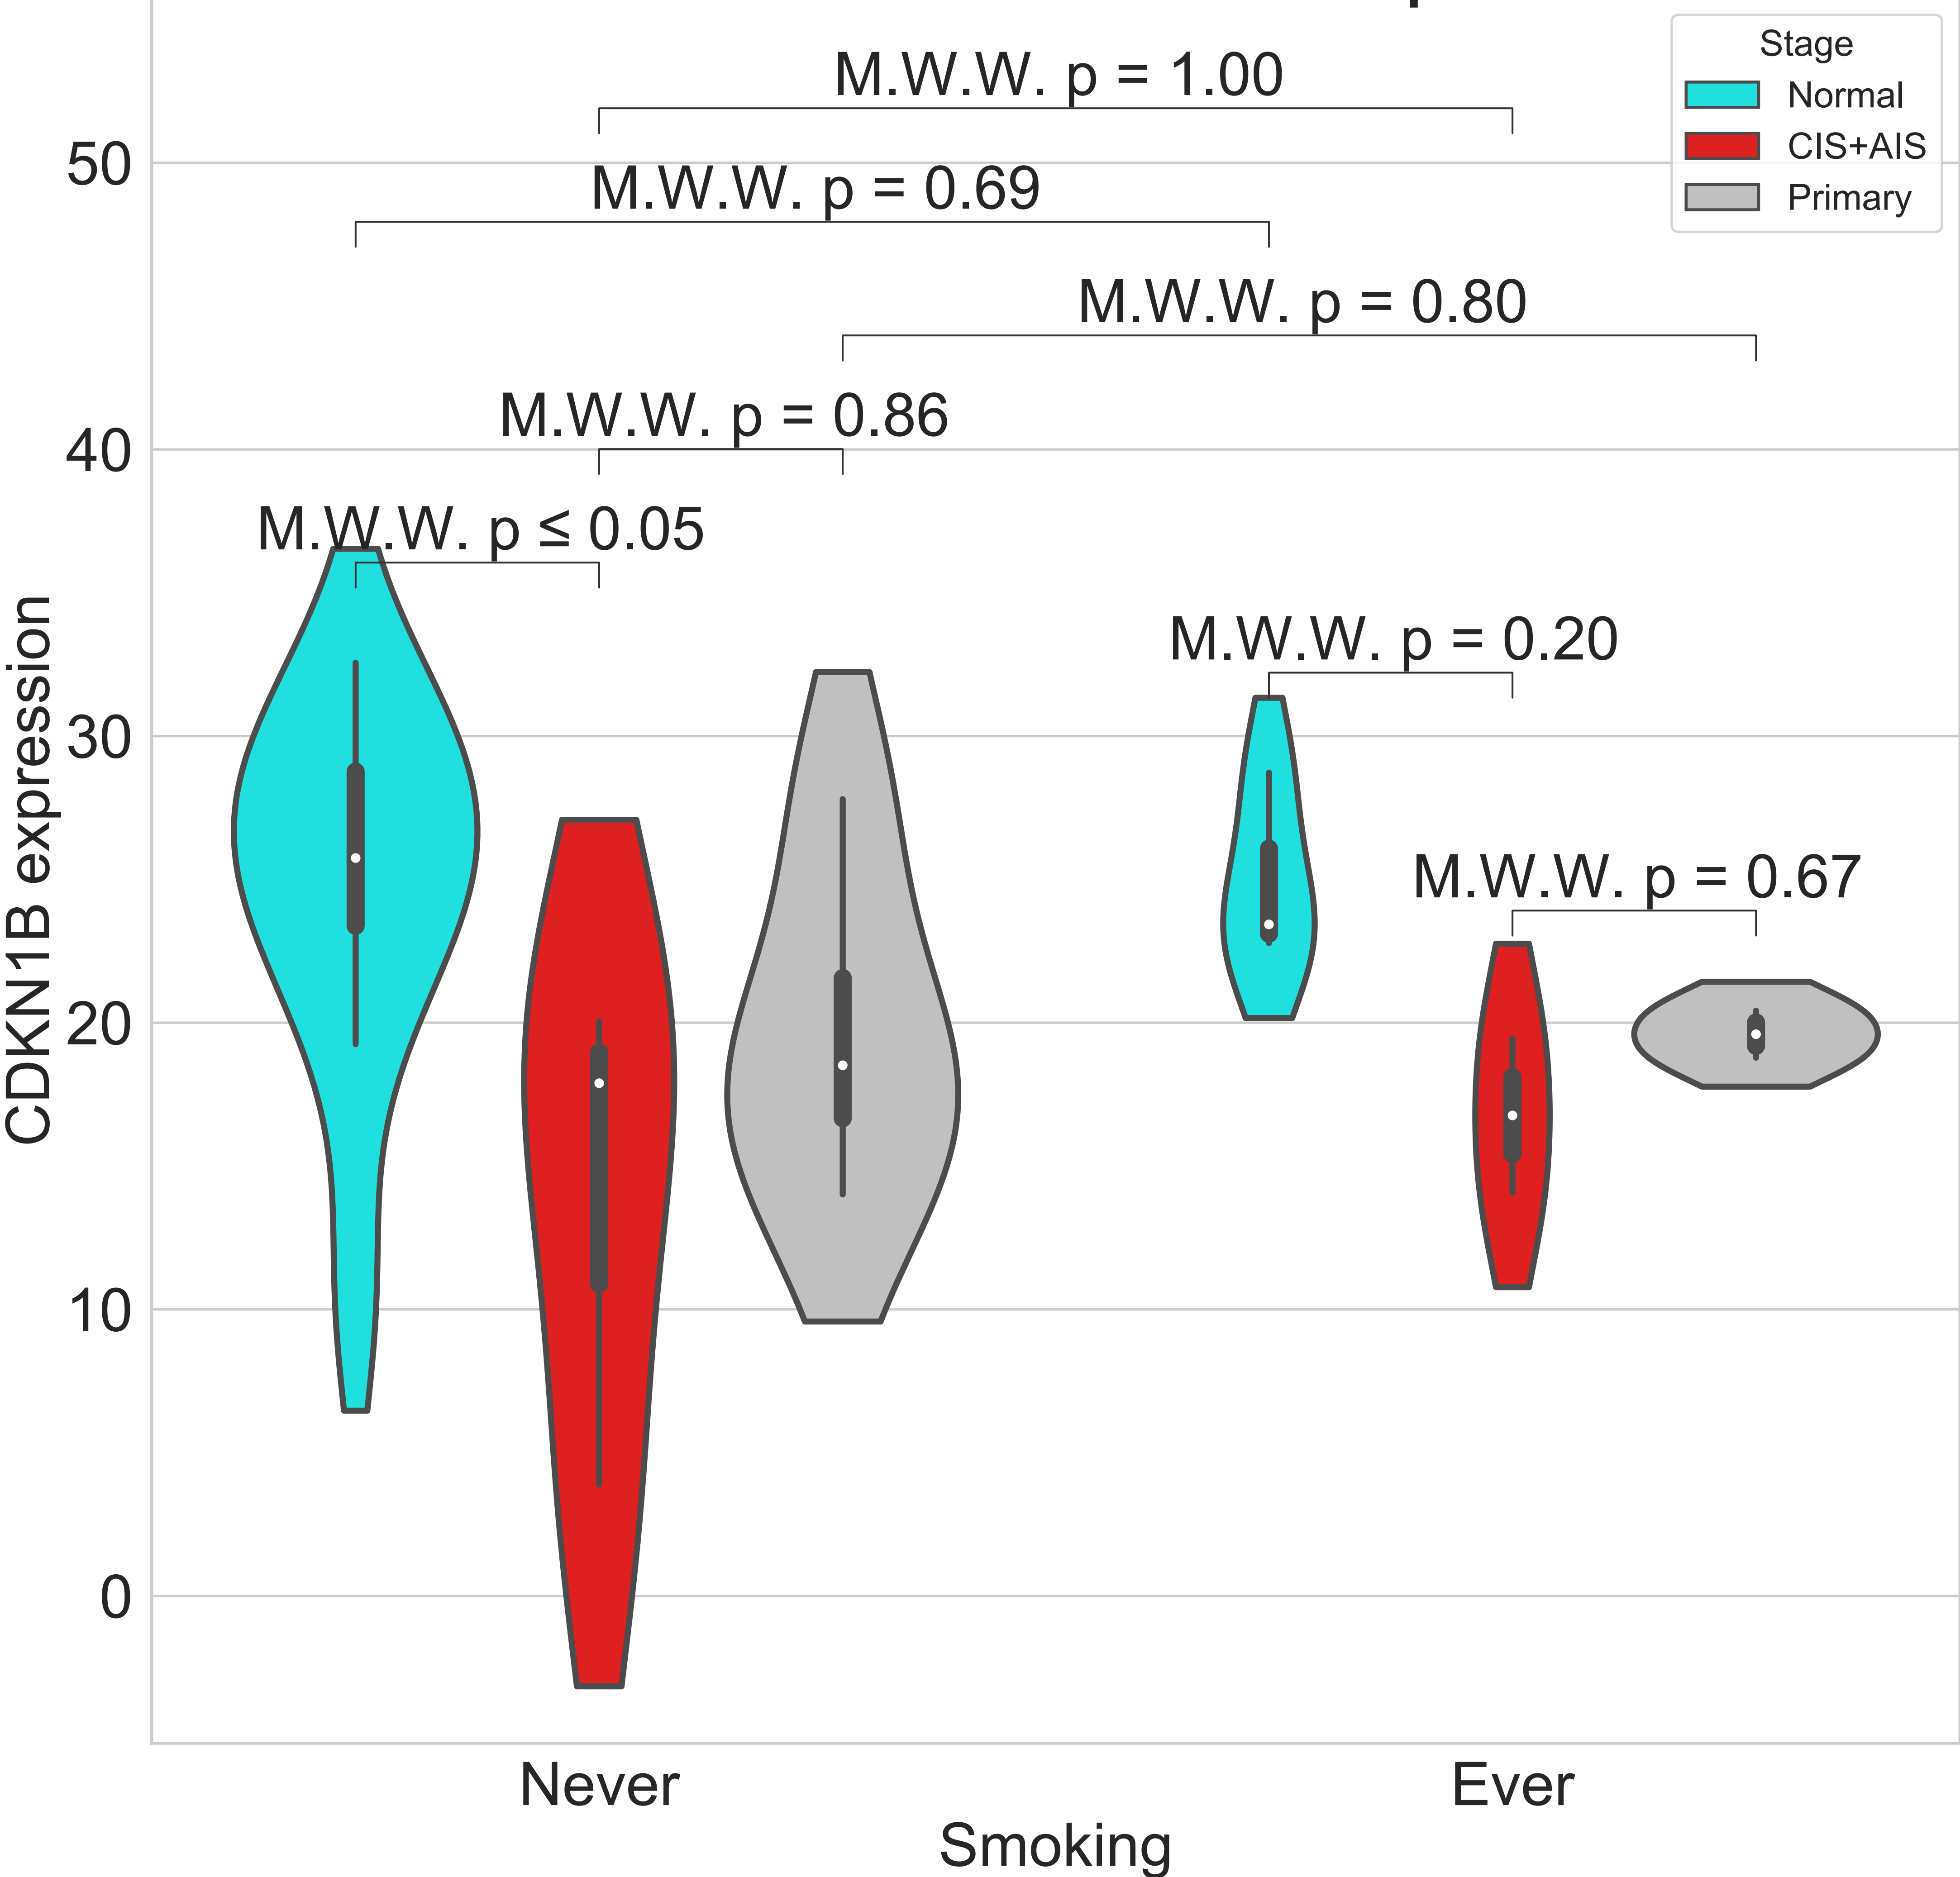 Stage
Normal
CIS+AIS
Primary
M.W.W. p = 1.00
M.W.W. p = 0.69
M.W.W. p = 0.80
M.W.W. p = 0.86
M.W.W. p ≤ 0.05
M.W.W. p = 0.20
M.W.W. p = 0.67
50
40
30
20
10
0
CDKN1B expression
Never
Ever
Smoking